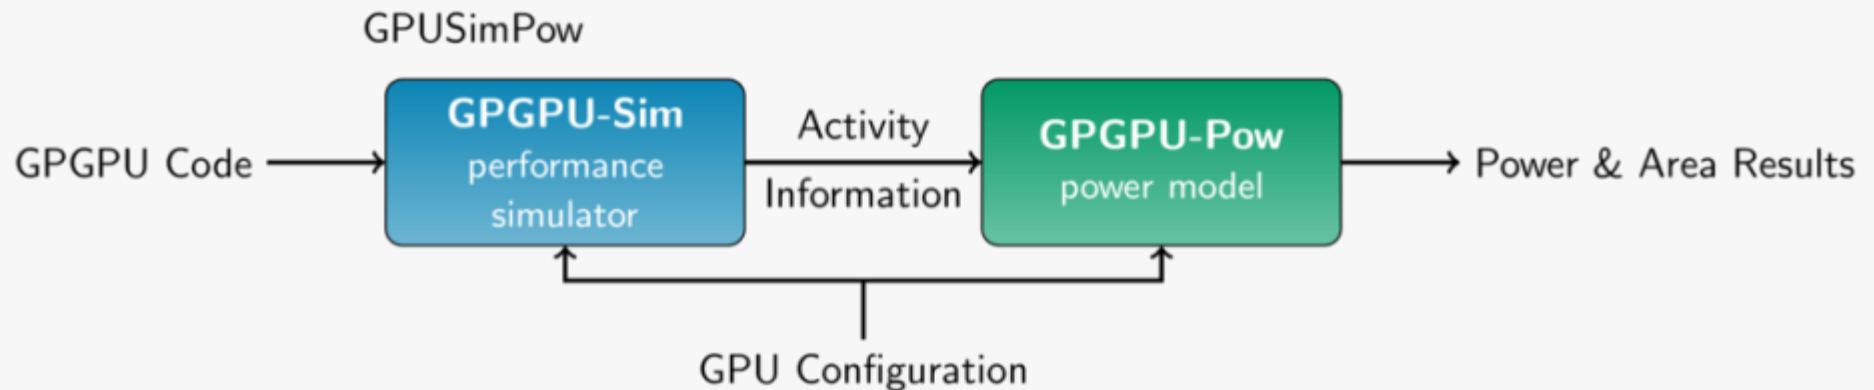 GPUSimPow
GPGPU Code
GPGPU-Sim
performance
simulator
Activity
Information
GPGPU-Pow
power model
Power & Area Results
GPU Configuration